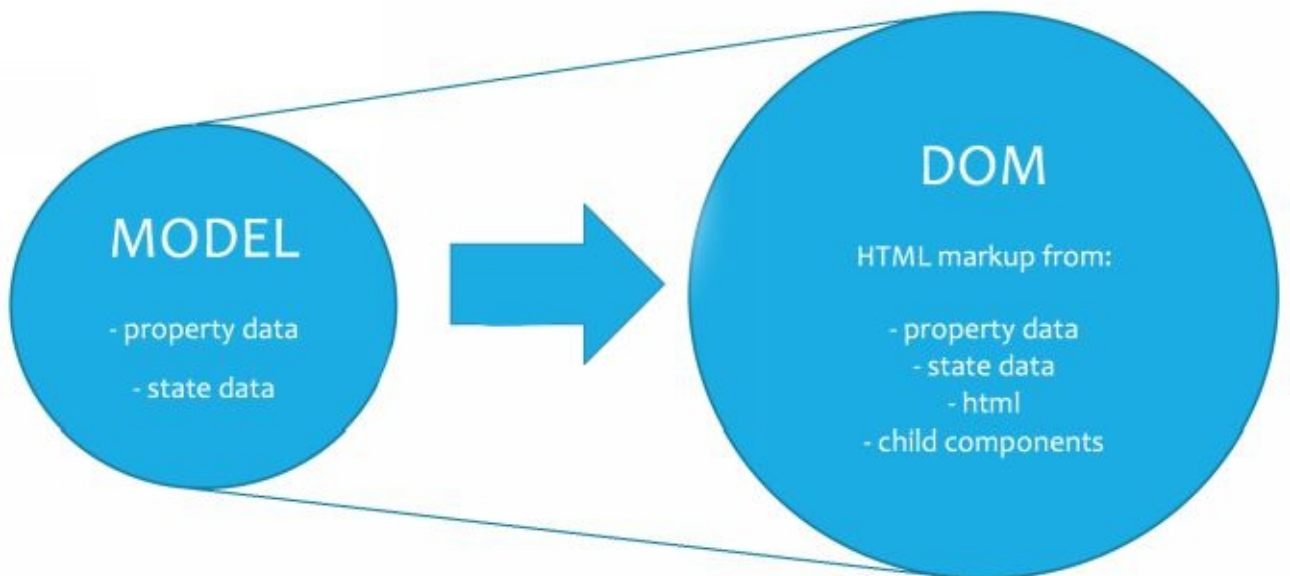 MODEL
- property data
- state data
DOM
HTML markup from:
- property data
- state data
- html
- child components